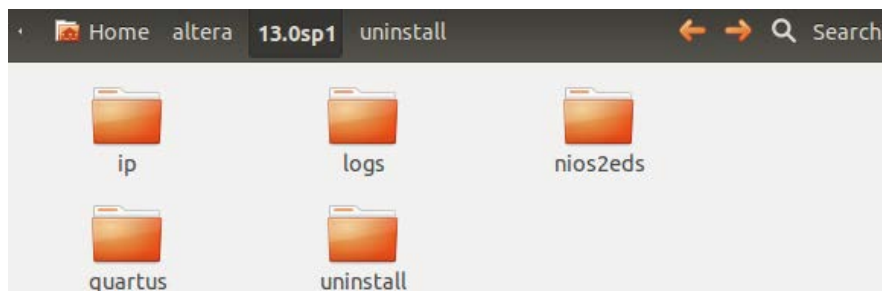 Home altera 13.0sp1 uninstall Search
ip logs nios2eds
quartus uninstall